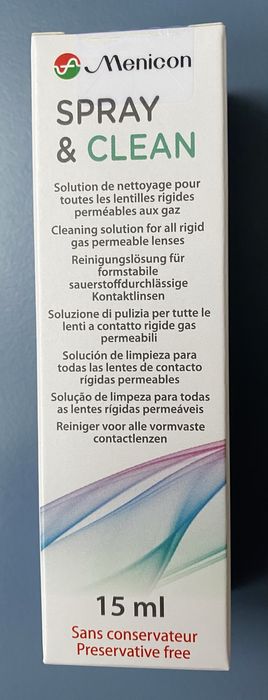 Menicon
SPRAY
& CLEAN
Solution de nettoyage pour
toutes les lentilles rigides
perméables aux gaz
Cleaning solution for all rigid
gas permeable lenses
Reinigungslösung für
formstabile
sauerstoffdurchlässige
Kontaktlinsen
Soluzione di pulizia per tutte le
lenti a contatto rigide gas
permeabili
Solución de limpieza para
todas las lentes de contacto
rígidas permeables
Solução de limpeza para todas
as lentes rígidas permeáveis
Reiniger voor alle vormvaste
contactlenzen
15 ml
Sans conservateur
Preservative free